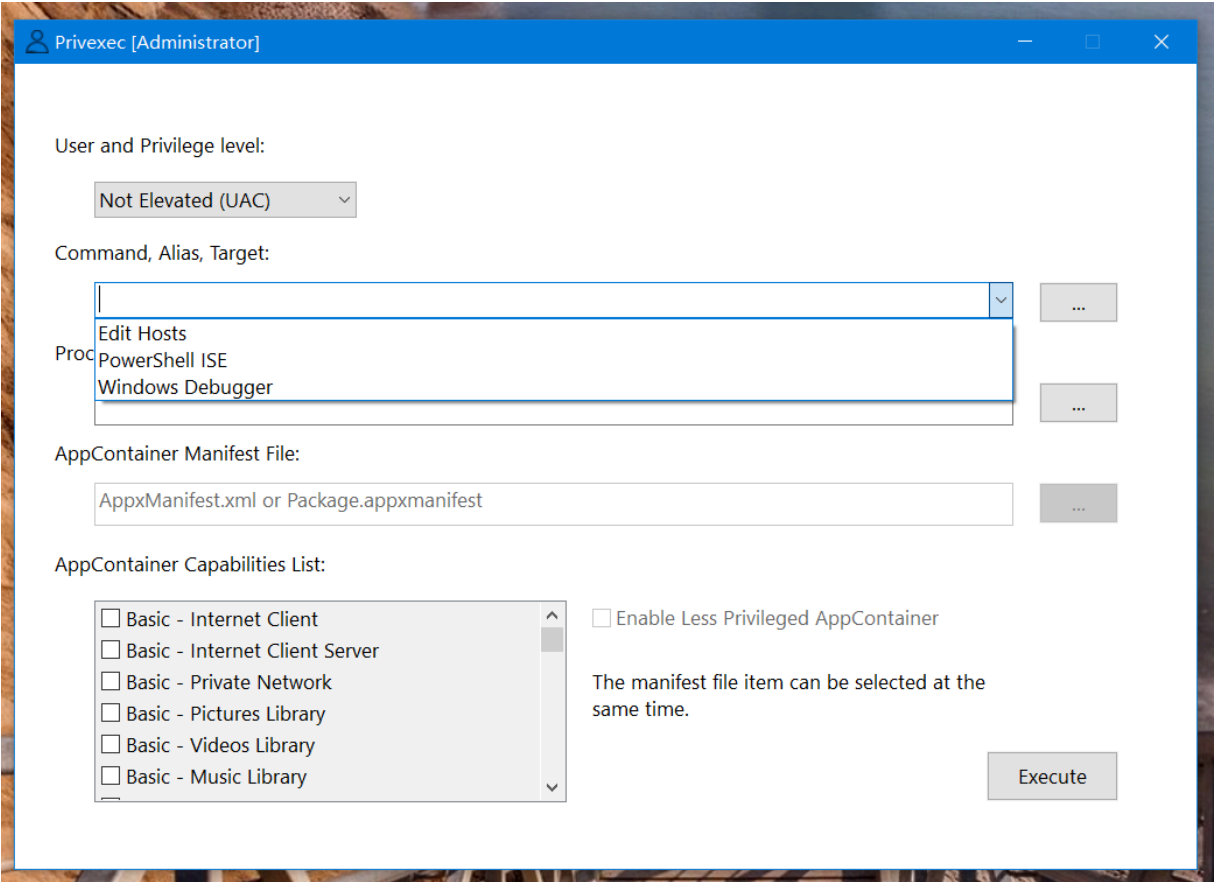 Privexec [Administrator]
User and Privilege level:
Not Elevated (UAC)
Command, Alias, Target:
...
Edit Hosts
PowerShell ISE
Windows Debugger
...
AppContainer Manifest File:
AppxManifest.xml or Package.appxmanifest
...
AppContainer Capabilities List:
Basic - Internet Client
Basic - Internet Client Server
Basic - Private Network
Basic - Pictures Library
Basic - Videos Library
Basic - Music Library
Enable Less Privileged AppContainer
The manifest file item can be selected at the
same time.
Execute